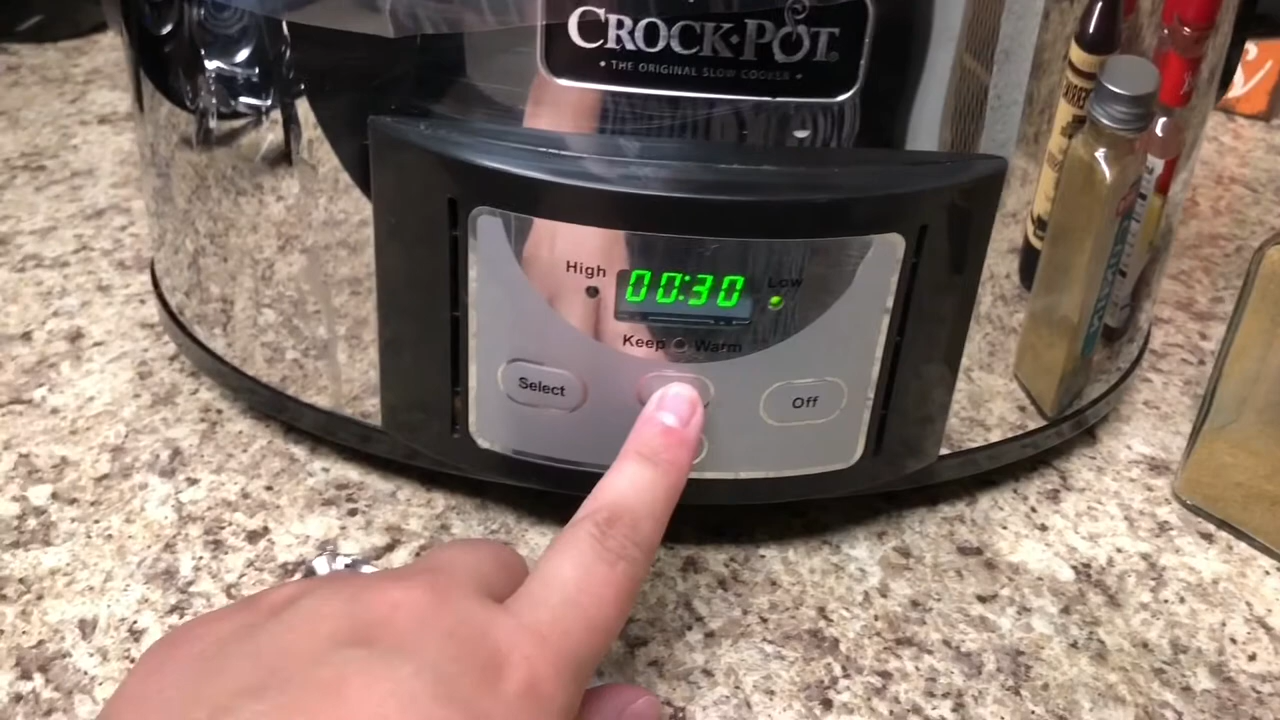 CROCK·POT®
• THE ORIGINAL SLOW COOKER •
High
00:30
Low
Keep Warm
Select
Off